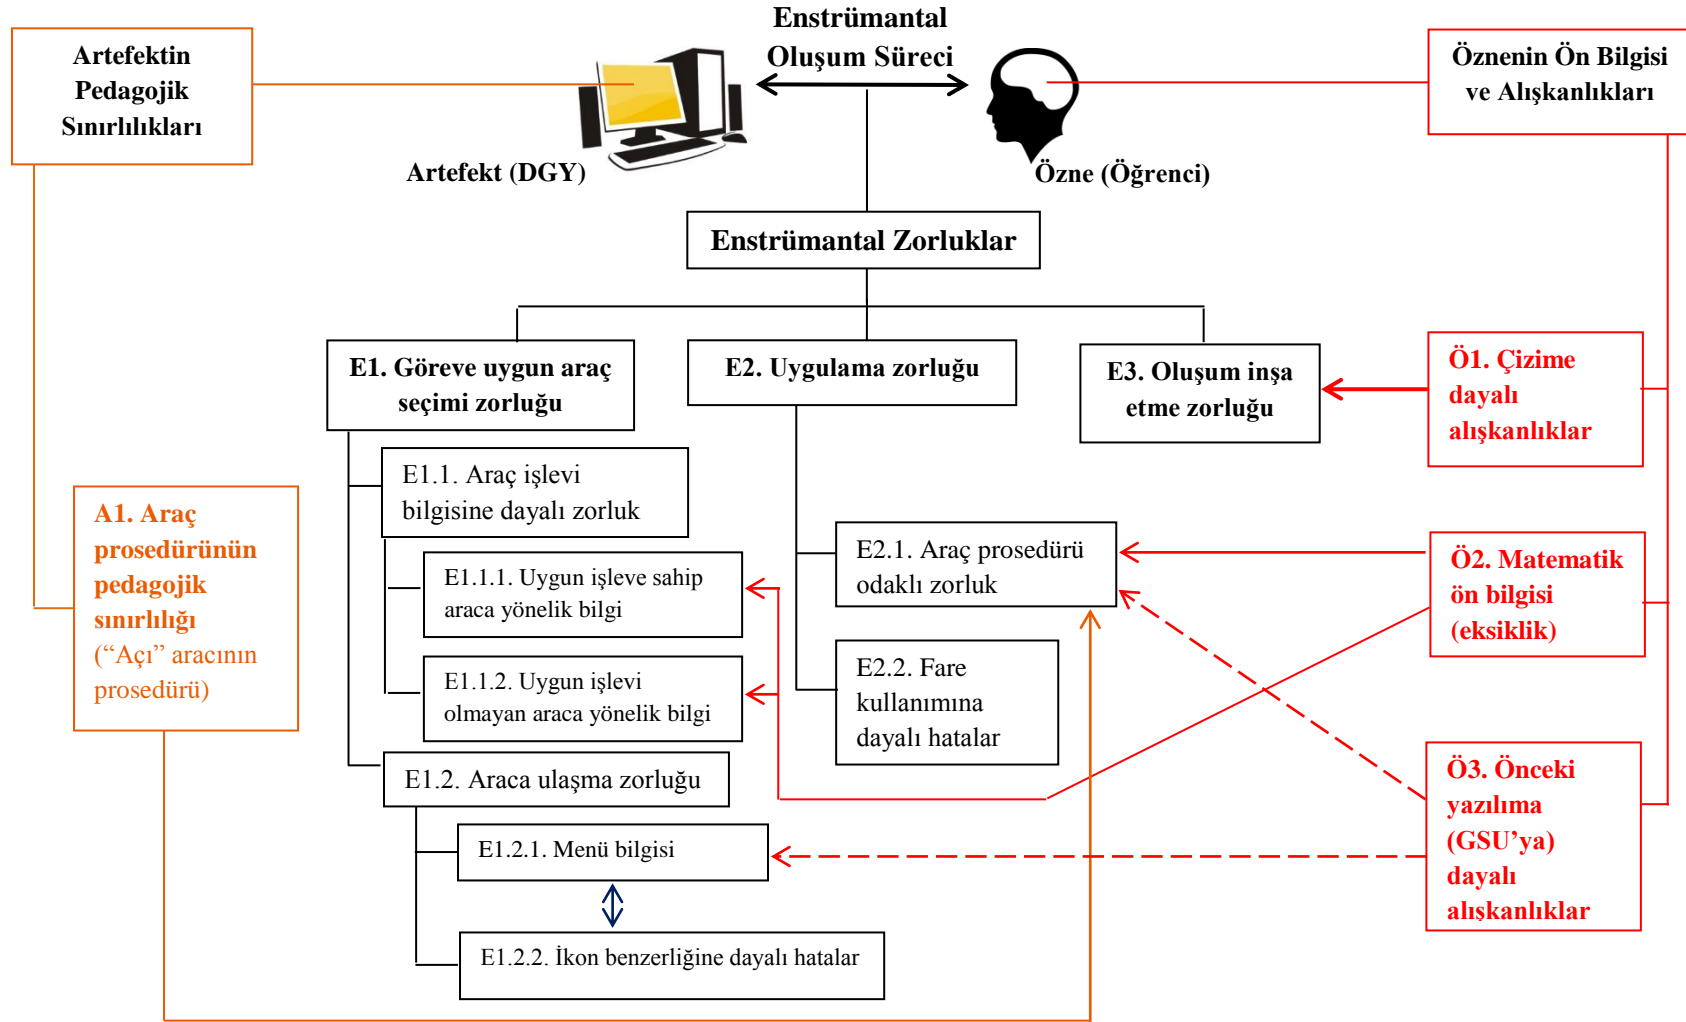 Enstrümantal
Oluşum Süreci
Artefektin
Pedagojik
Sınırlılıkları
Öznenin Ön Bilgisi
ve Alışkanlıkları
Artefekt (DGY)
Özne (Öğrenci)
Enstrümantal Zorluklar
E1. Göreve uygun araç
seçimi zorluğu
E2. Uygulama zorluğu
E3. Oluşum inşa
etme zorluğu
Ö1. Çizime
dayalı
alışkanlıklar
E1.1. Araç işlevi
bilgisine dayalı zorluk
A1. Araç
prosedürünün
pedagojik
sınırlılığı
(“Açı” aracının
prosedürü)
E1.1.1. Uygun işleve sahip
araca yönelik bilgi
E2.1. Araç prosedürü
odaklı zorluk
Ö2. Matematik
ön bilgisi
(eksiklik)
E1.1.2. Uygun işlevi
olmayan araca yönelik bilgi
E2.2. Fare
kullanımına
dayalı hatalar
E1.2. Araca ulaşma zorluğu
Ö3. Önceki
yazılıma
(GSU’ya)
dayalı
alışkanlıklar
E1.2.1. Menü bilgisi
E1.2.2. İkon benzerliğine dayalı hatalar